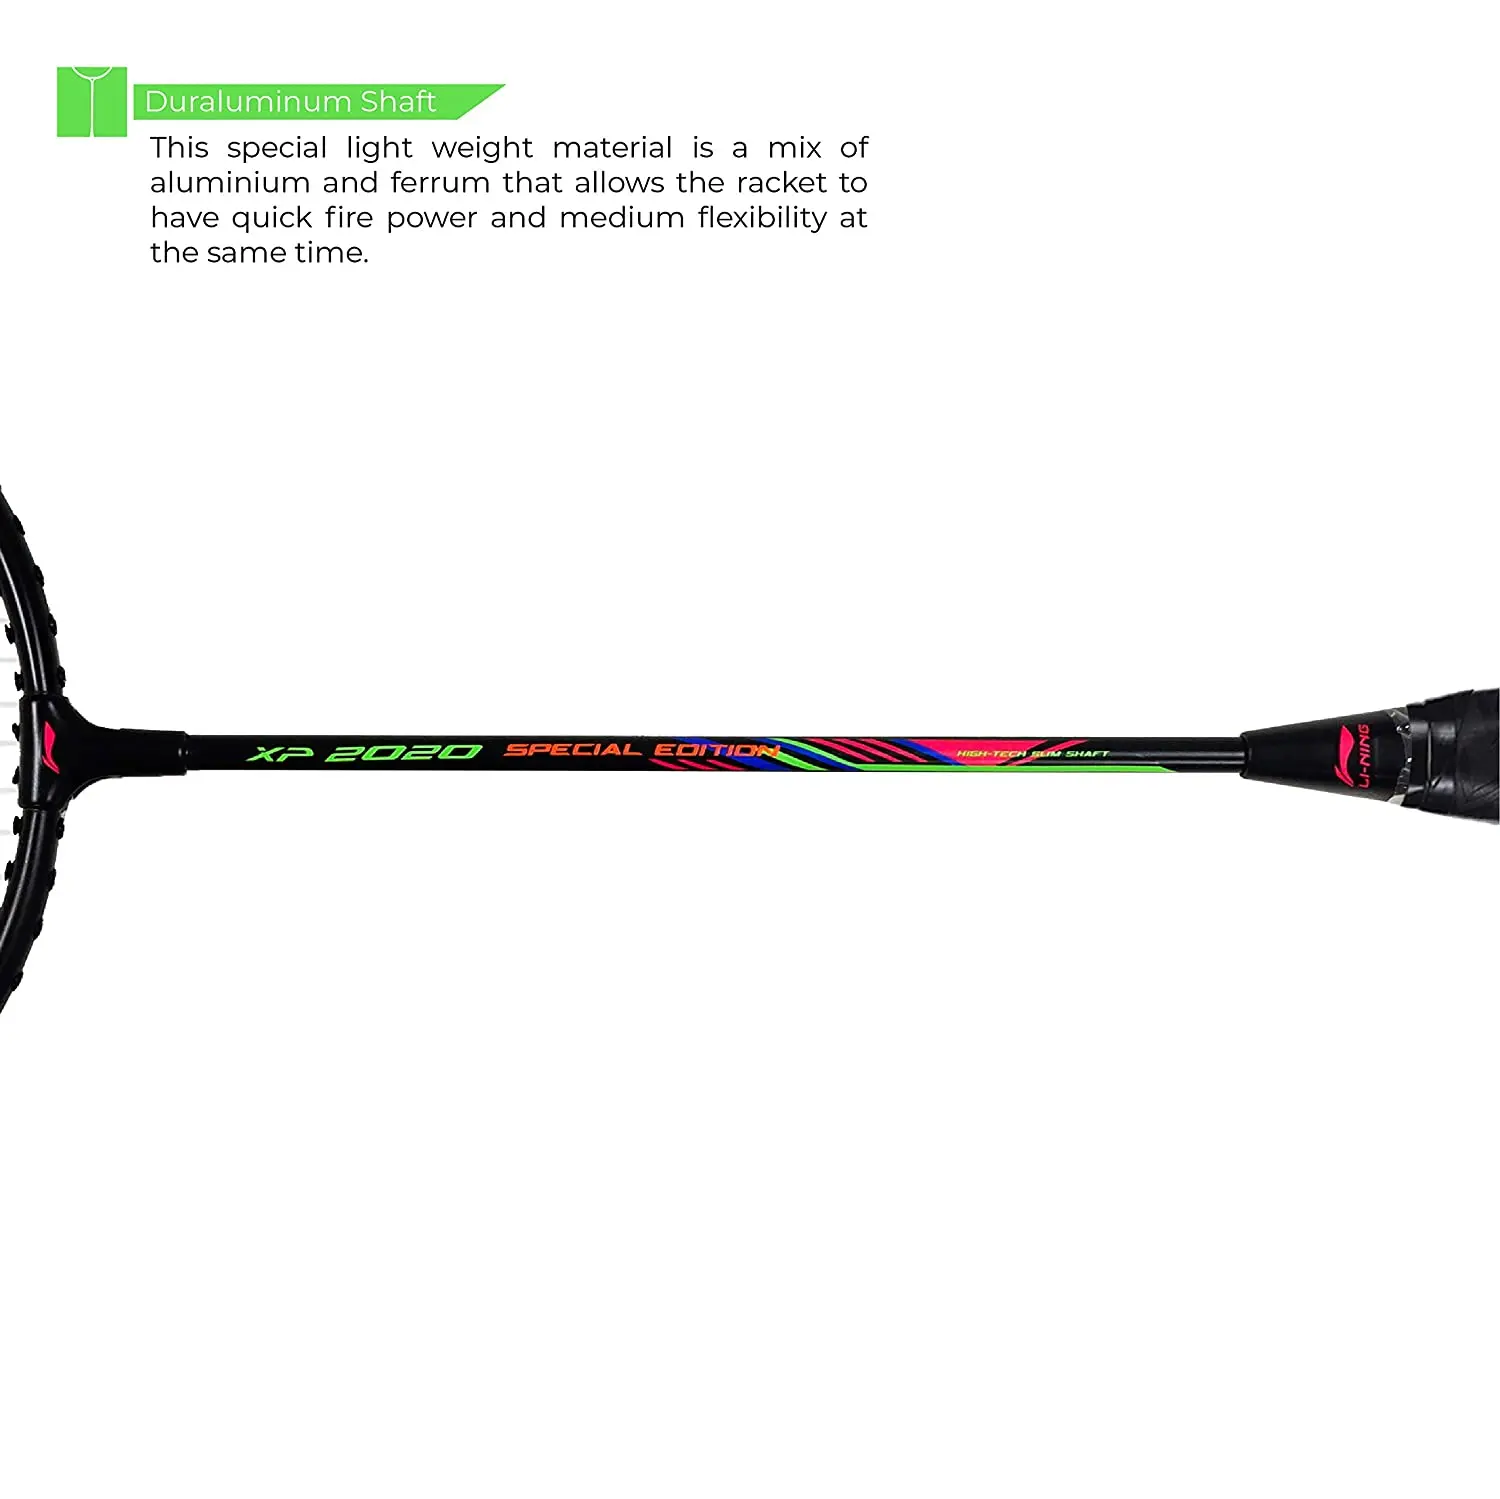 Duraluminum Shaft
This special light weight material is a mix of
aluminium and ferrum that allows the racket to
have quick fire power and medium flexibility at
the same time.
XP 2020 SPECIAL EDITION HIGH-TECH SLIM SHAFT
LI-NING